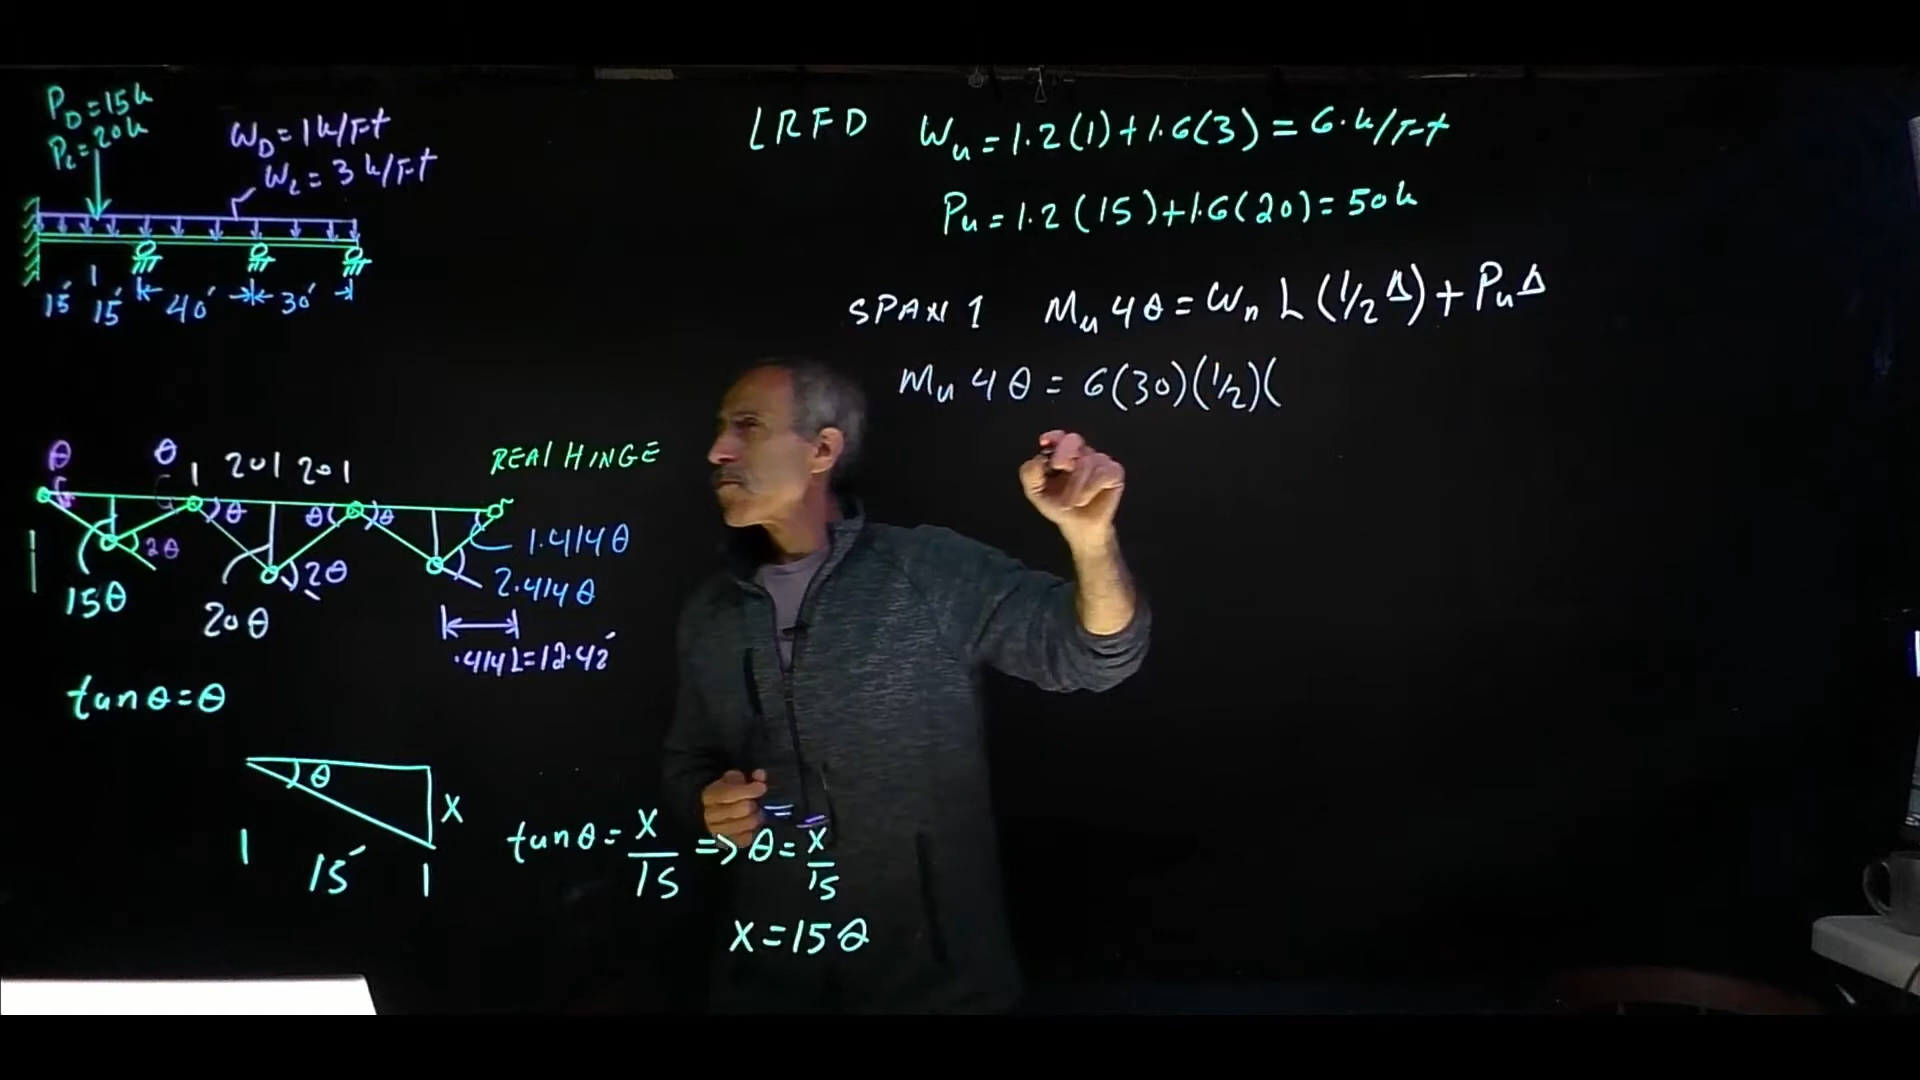 P_D = 15k
P_L = 20k
W_D = 1k/Ft
W_L = 3k/Ft
15' 15' 40' 30'
LRFD W_u = 1.2(1)+1.6(3) = 6.k/Ft
P_u = 1.2(15)+1.6(20) = 50k
SPAN 1 M_u 4θ = W_n L (1/2 Δ) + P_u Δ
M_u 4θ = 6(30)(1/2)(
θ θ 20 20
REAL HINGE
θ θ θ
2θ 2θ
1.414θ
2.414θ
15θ
20θ
.414L = 12.42'
tan θ = θ
θ
X
15'
tan θ = X/15 => θ = X/15
X = 15θ